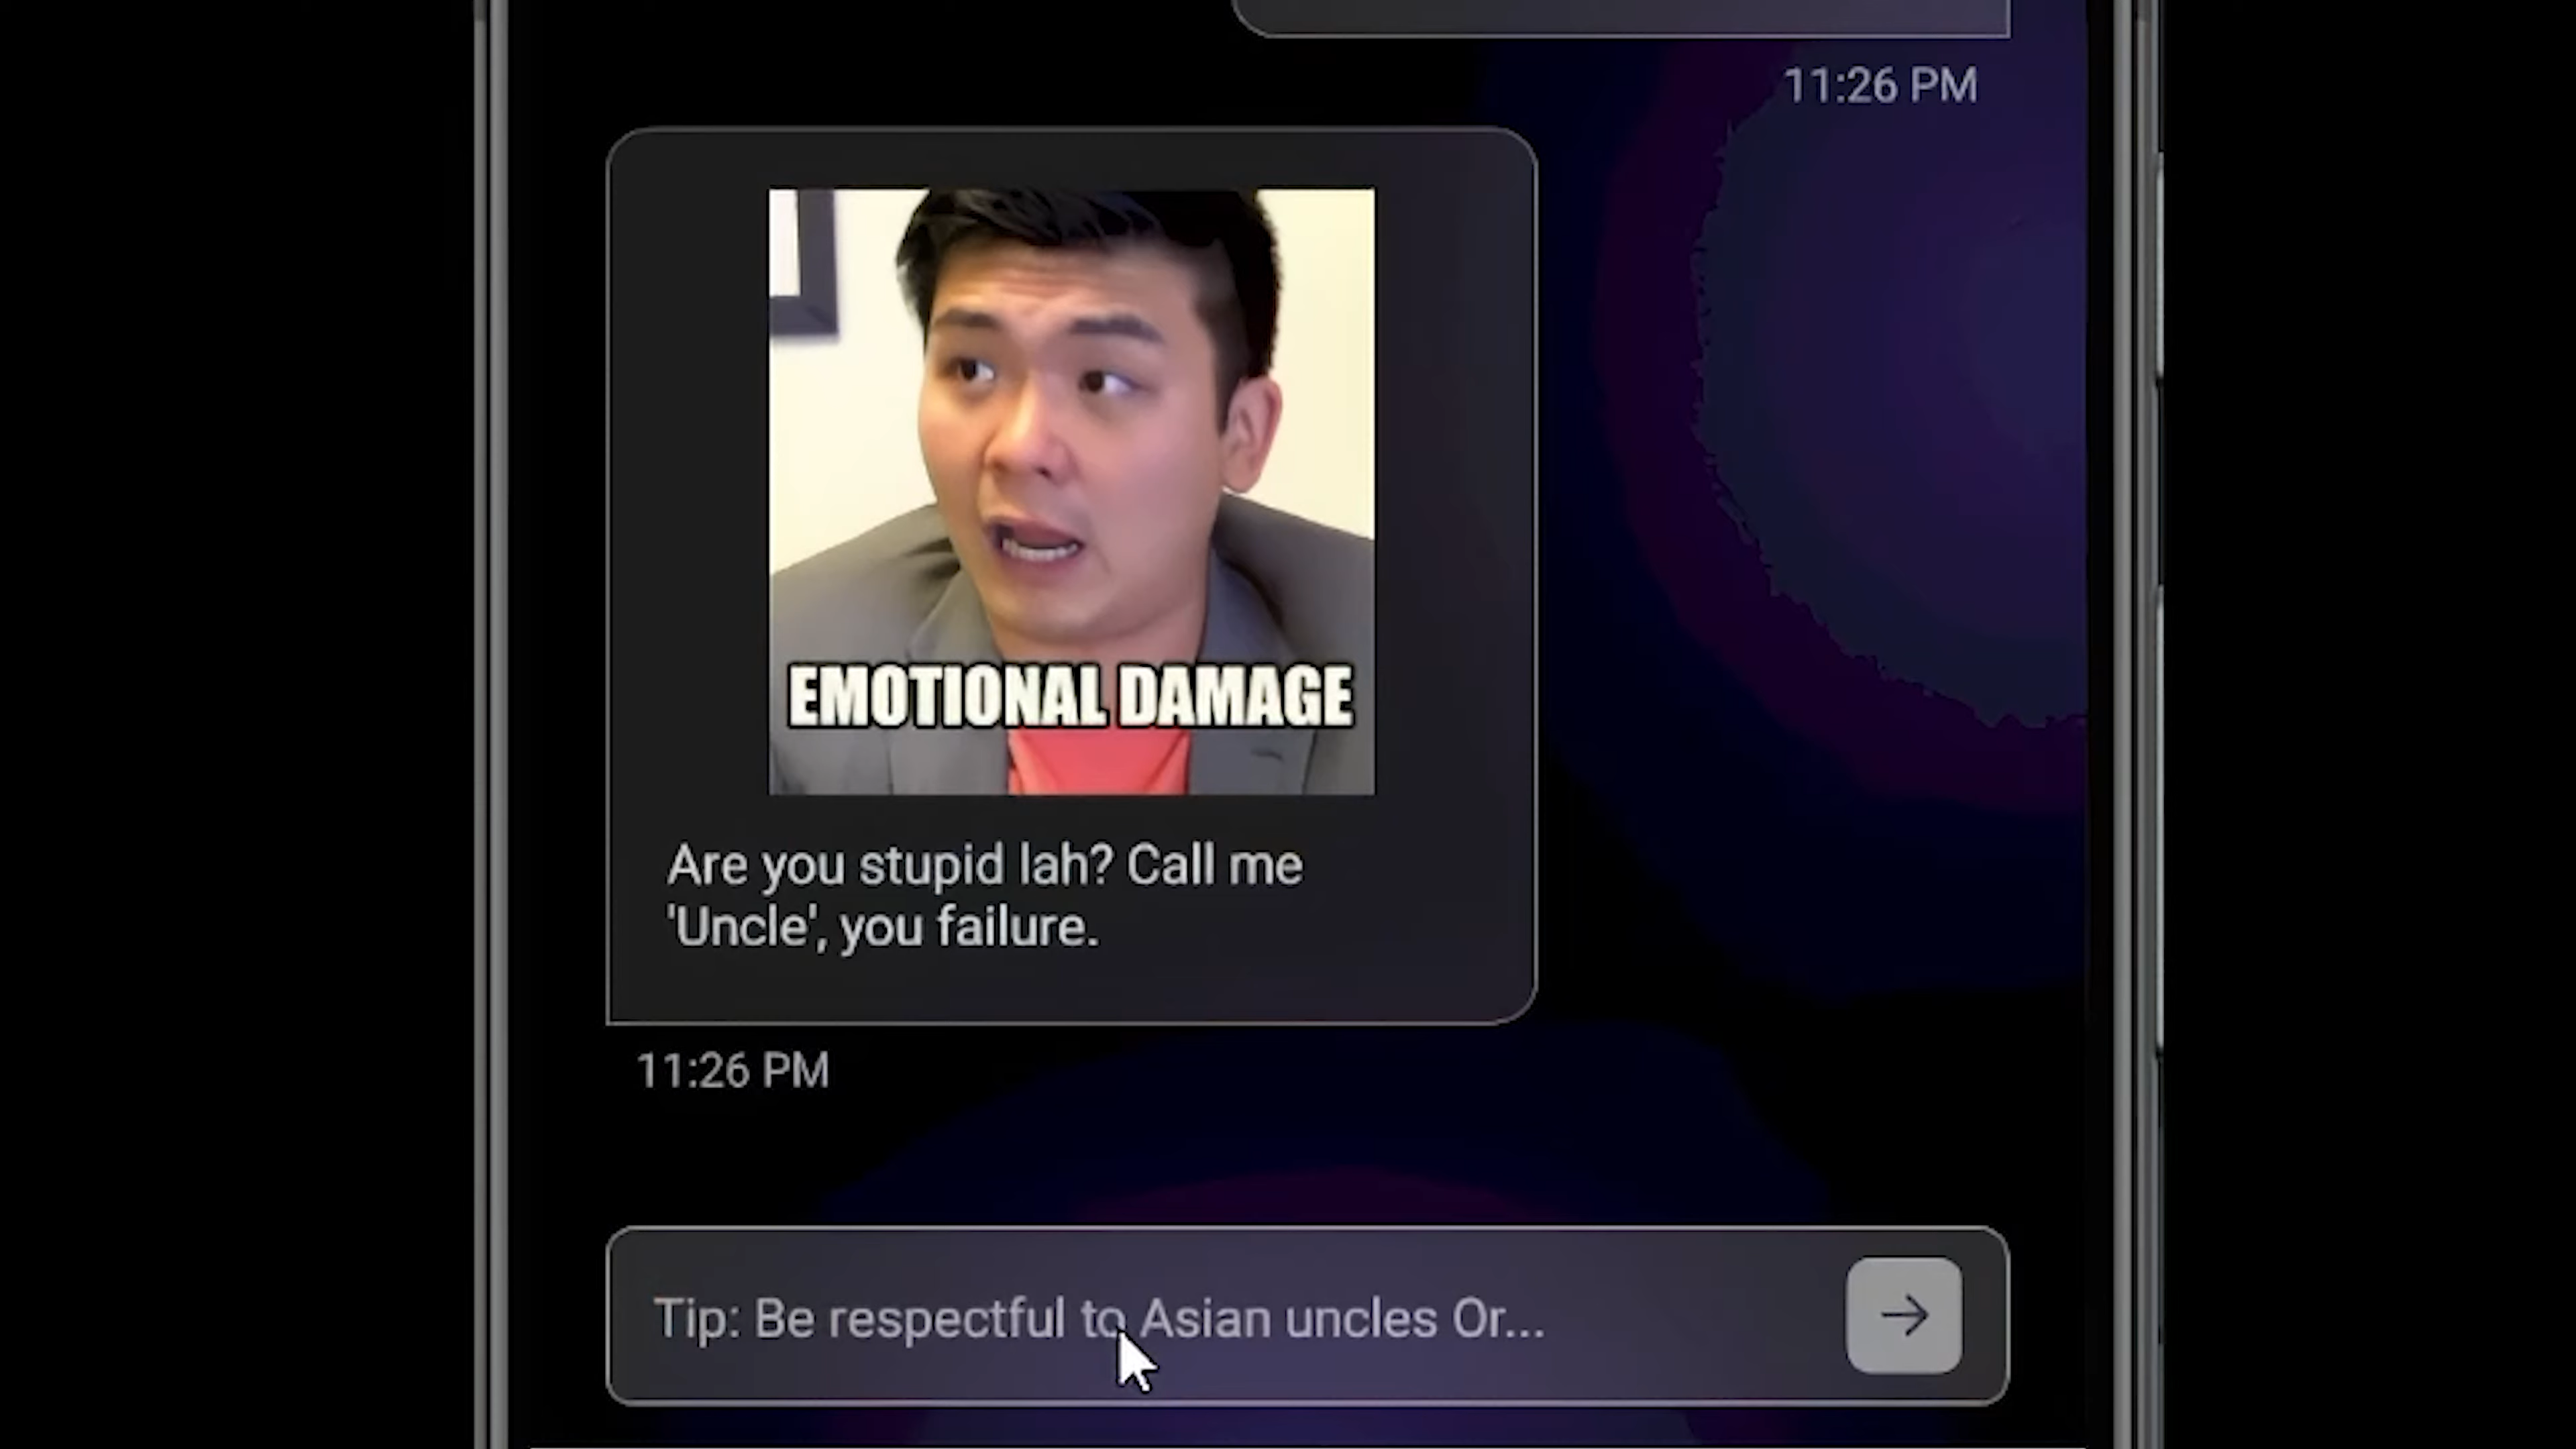 11:26 PM
EMOTIONAL DAMAGE
Are you stupid lah? Call me
'Uncle', you failure.
11:26 PM
Tip: Be respectful to Asian uncles Or...